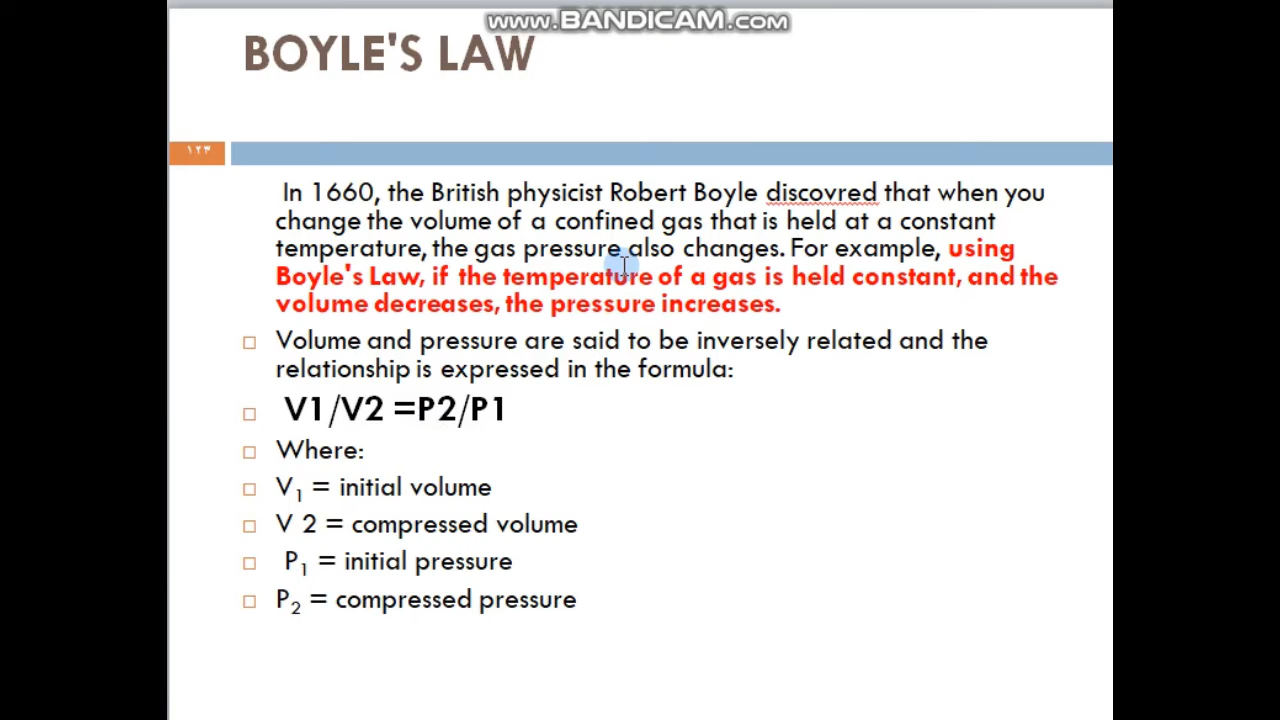 www.BANDICAM.com
BOYLE'S LAW
١٢٣
In 1660, the British physicist Robert Boyle discovred that when you
change the volume of a confined gas that is held at a constant
temperature, the gas pressure also changes. For example, using
Boyle's Law, if the temperature of a gas is held constant, and the
volume decreases, the pressure increases.
□ Volume and pressure are said to be inversely related and the
relationship is expressed in the formula:
□ V1/V2 =P2/P1
□ Where:
□ V₁ = initial volume
□ V 2 = compressed volume
□ P₁ = initial pressure
□ P₂ = compressed pressure